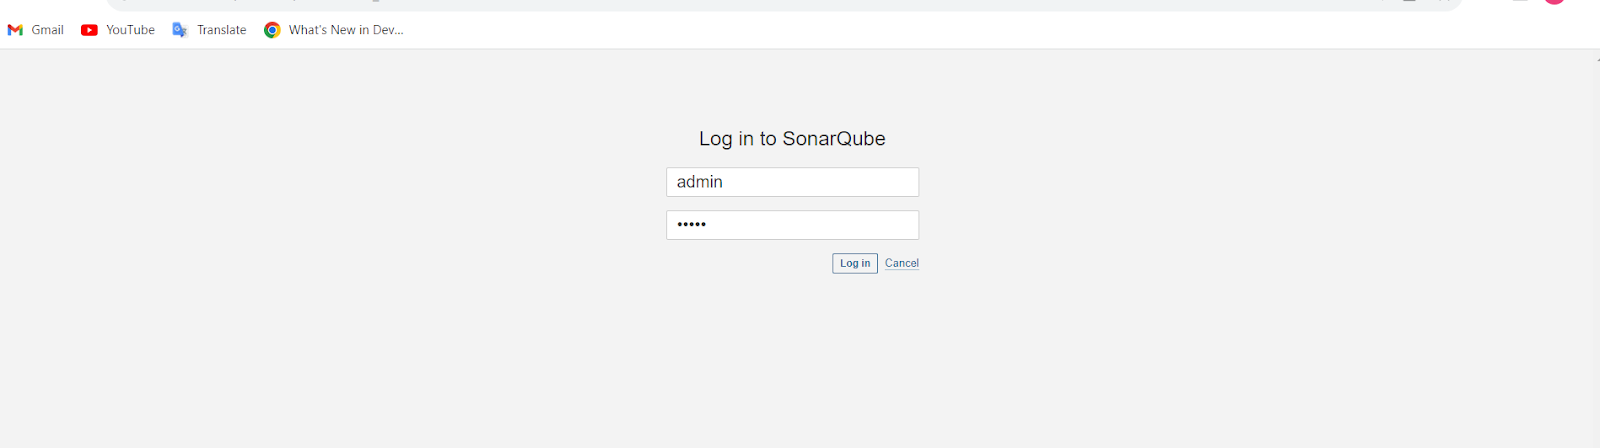 Gmail YouTube Translate What's New in Dev...
Log in to SonarQube
admin
•••••
Log in Cancel